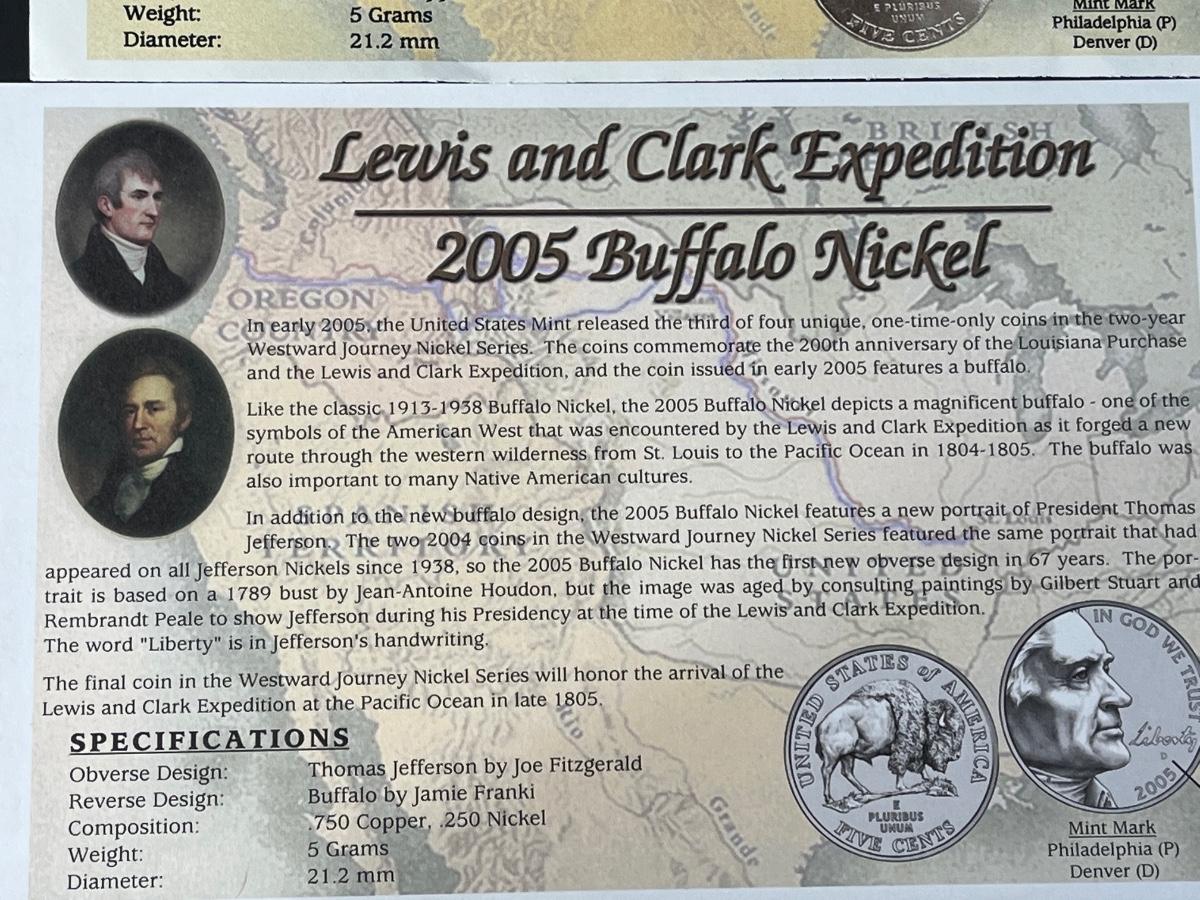 Weight: 5 Grams
Diameter: 21.2 mm
E PLURIBUS
UNUM
FIVE CENTS
Mint Mark
Philadelphia (P)
Denver (D)
Lewis and Clark Expedition
2005 Buffalo Nickel
BRITISH
OREGON
In early 2005, the United States Mint released the third of four unique, one-time-only coins in the two-year
Westward Journey Nickel Series. The coins commemorate the 200th anniversary of the Louisiana Purchase
and the Lewis and Clark Expedition, and the coin issued in early 2005 features a buffalo.
Like the classic 1913-1938 Buffalo Nickel, the 2005 Buffalo Nickel depicts a magnificent buffalo - one of the
symbols of the American West that was encountered by the Lewis and Clark Expedition as it forged a new
route through the western wilderness from St. Louis to the Pacific Ocean in 1804-1805. The buffalo was
also important to many Native American cultures.
In addition to the new buffalo design, the 2005 Buffalo Nickel features a new portrait of President Thomas
Jefferson. The two 2004 coins in the Westward Journey Nickel Series featured the same portrait that had
appeared on all Jefferson Nickels since 1938, so the 2005 Buffalo Nickel has the first new obverse design in 67 years. The por-
trait is based on a 1789 bust by Jean-Antoine Houdon, but the image was aged by consulting paintings by Gilbert Stuart and
Rembrandt Peale to show Jefferson during his Presidency at the time of the Lewis and Clark Expedition.
The word "Liberty" is in Jefferson's handwriting.
The final coin in the Westward Journey Nickel Series will honor the arrival of the
Lewis and Clark Expedition at the Pacific Ocean in late 1805.
SPECIFICATIONS
Obverse Design: Thomas Jefferson by Joe Fitzgerald
Reverse Design: Buffalo by Jamie Franki
Composition: .750 Copper, .250 Nickel
Weight: 5 Grams
Diameter: 21.2 mm
Grande
UNITED STATES of AMERICA
E
PLURIBUS
UNUM
FIVE CENTS
IN GOD WE TRUST
Liberty
D
2005
Mint Mark
Philadelphia (P)
Denver (D)